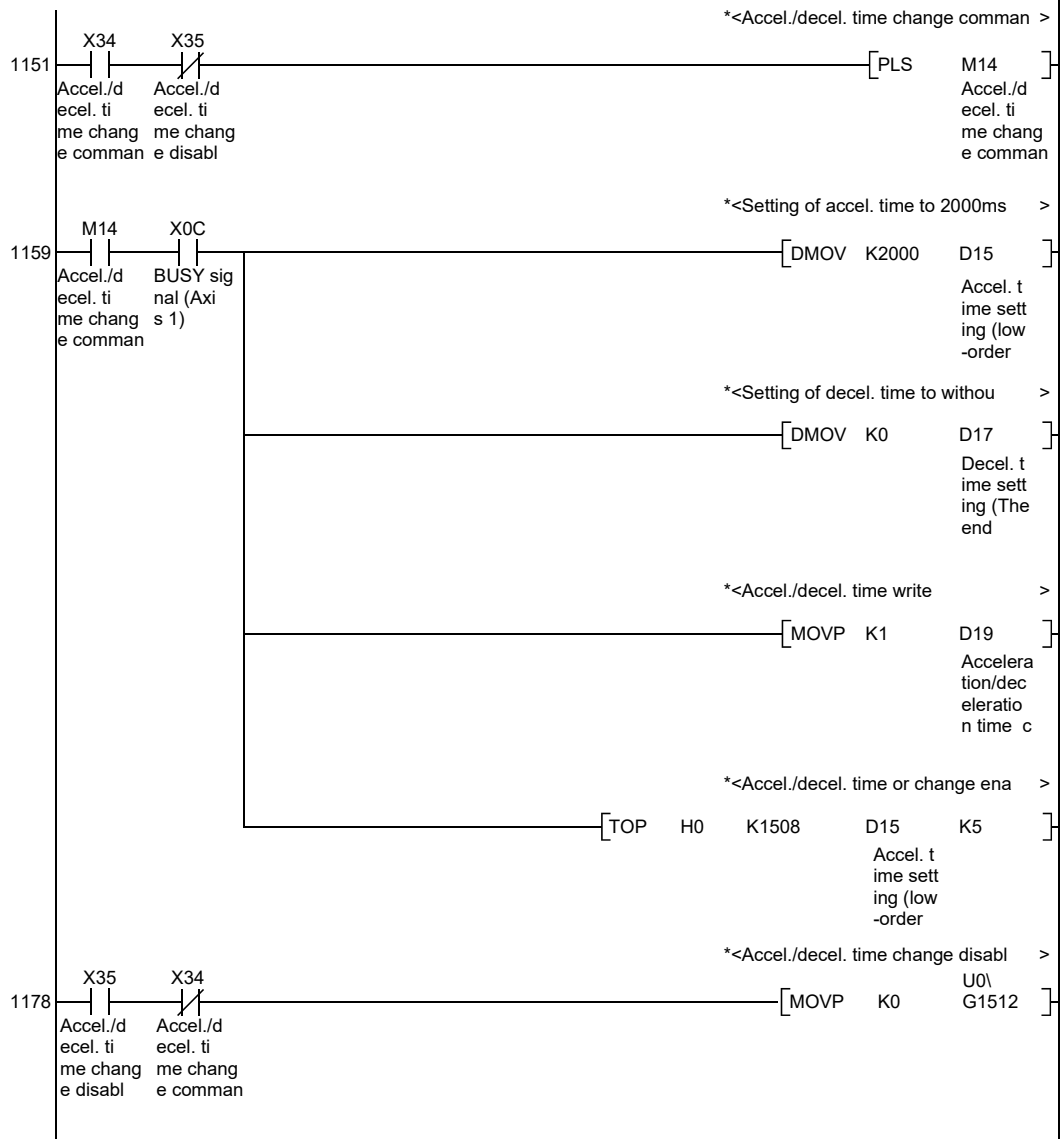 *<Accel./decel. time change comman >
X34 X35
1151 PLS M14
Accel./d Accel./d Accel./d
ecel. ti ecel. ti ecel. ti
me chang me chang me chang
e comman e disabl e comman
*<Setting of accel. time to 2000ms >
M14 X0C
1159 DMOV K2000 D15
Accel./d BUSY sig Accel. t
ecel. ti nal (Axi ime sett
me chang s 1) ing (low
e comman -order
*<Setting of decel. time to withou >
DMOV K0 D17
Decel. t
ime sett
ing (The
end
*<Accel./decel. time write >
MOVP K1 D19
Accelera
tion/dec
eleratio
n time c
*<Accel./decel. time or change ena >
TOP H0 K1508 D15 K5
Accel. t
ime sett
ing (low
-order
*<Accel./decel. time change disabl >
X35 X34 U0\
1178 MOVP K0 G1512
Accel./d Accel./d
ecel. ti ecel. ti
me chang me chang
e disabl e comman